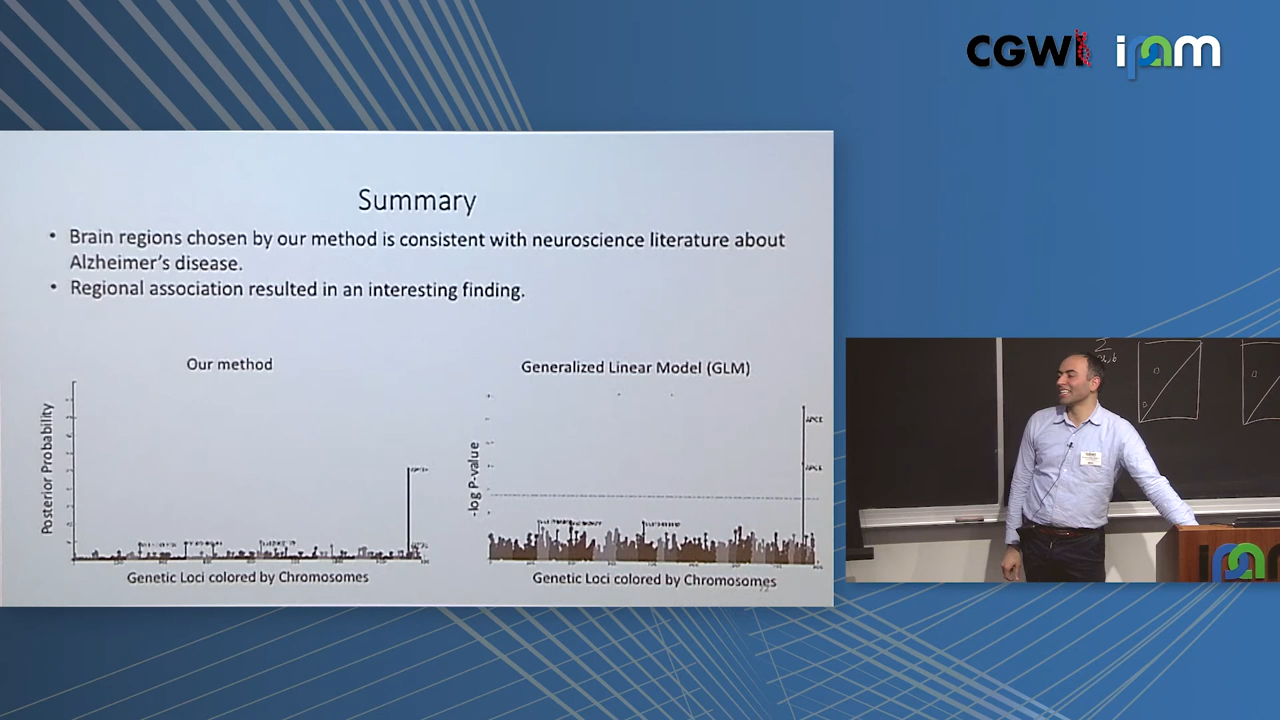 CGWI ipam
Summary
• Brain regions chosen by our method is consistent with neuroscience literature about
Alzheimer's disease.
• Regional association resulted in an interesting finding.
Our method
Generalized Linear Model (GLM)
Posterior Probability
-log P-value
Genetic Loci colored by Chromosomes
Genetic Loci colored by Chromosomes
72
ipam